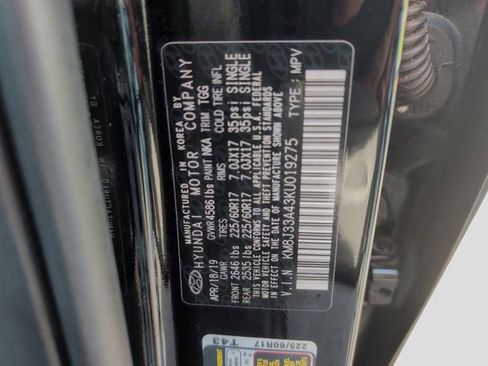 MANUFACTURED IN KOREA BY
HYUNDAI MOTOR COMPANY
APR/18/19 GVWR 4586 lbs PAINT NKA TRIM TGG
GAWR TIRES RIMS COLD TIRE INFL
FRONT 2646 lbs 225/60R17 7.0JX17 35psi SINGLE
REAR 2535 lbs 225/60R17 7.0JX17 35psi SINGLE
THIS VEHICLE CONFORMS TO ALL APPLICABLE U.S.A. FEDERAL
MOTOR VEHICLE SAFETY AND THEFT PREVENTION STANDARDS
IN EFFECT ON THE DATE OF MANUFACTURE SHOWN ABOVE
V.I.N KM8J33A43KU019275
TYPE : MPV
225/60R17
T43